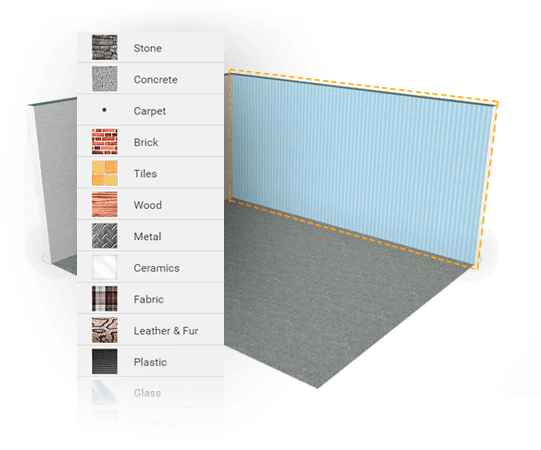 Stone
Concrete
Carpet
Brick
Tiles
Wood
Metal
Ceramics
Fabric
Leather & Fur
Plastic
Glass